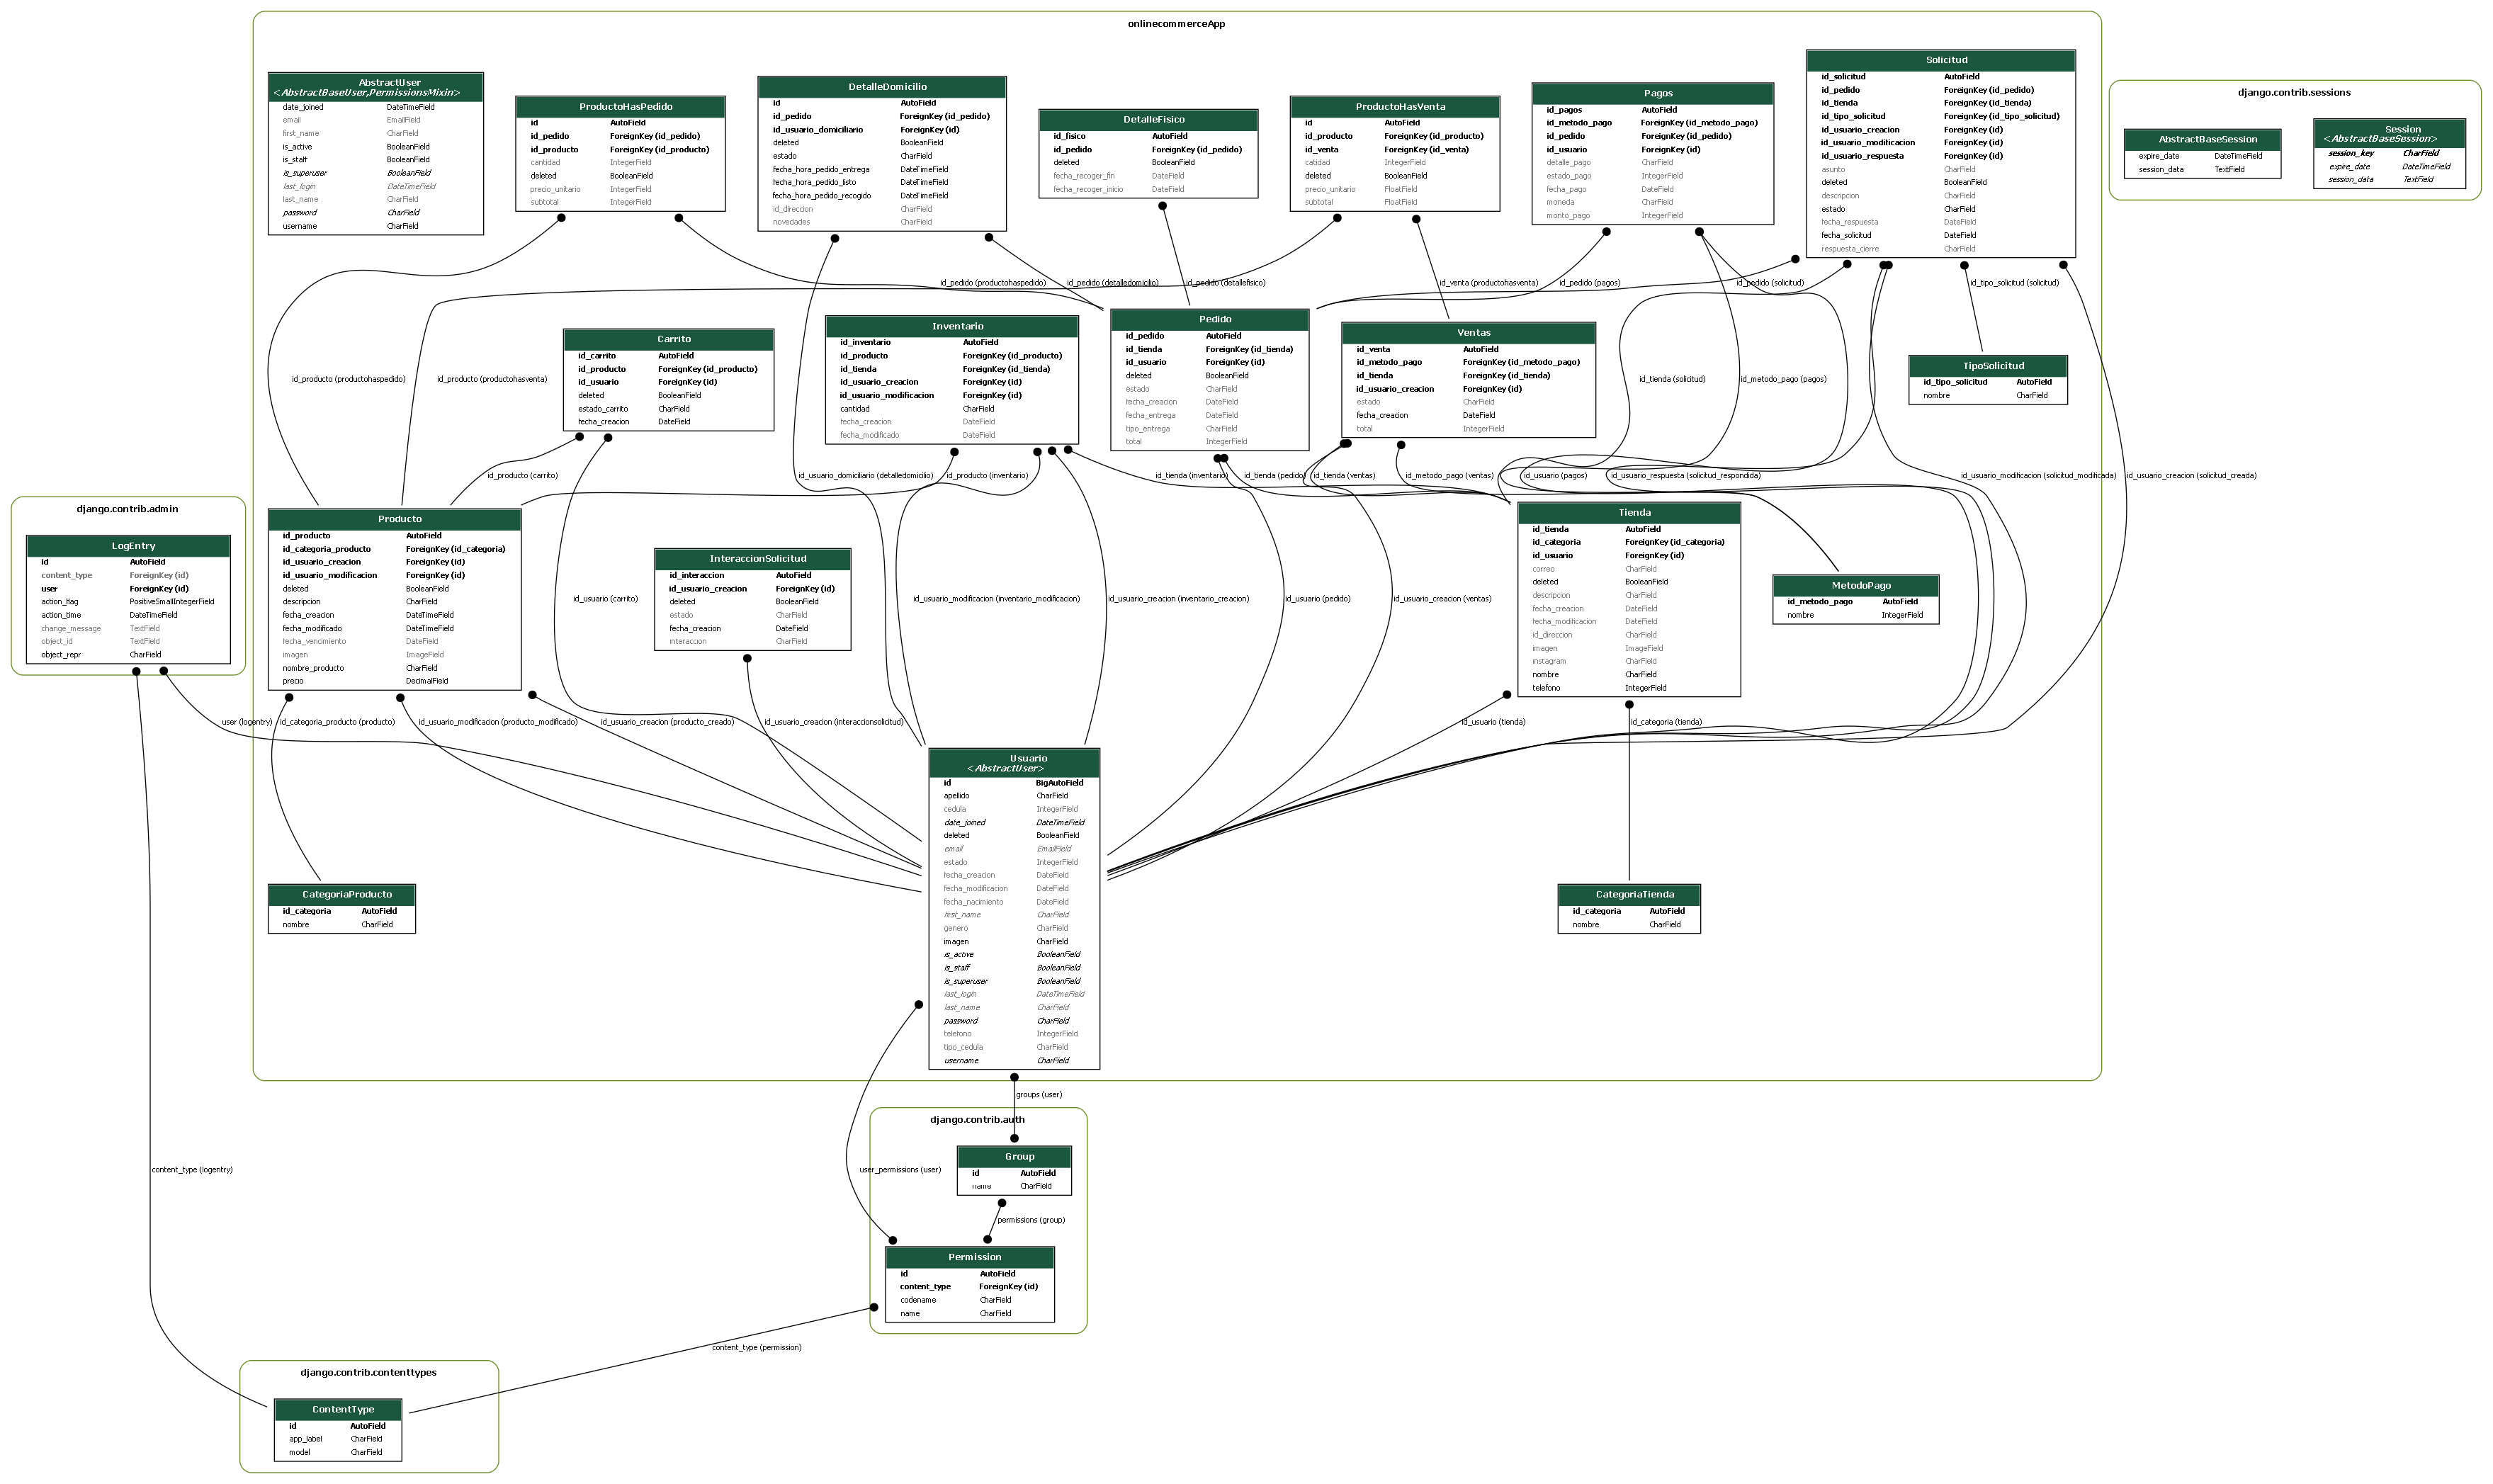 onlinecommerceApp
AbstractUser
<AbstractBaseUser,PermissionsMixin>
date_joined DateTimeField
email EmailField
first_name CharField
is_active BooleanField
is_staff BooleanField
is_superuser BooleanField
last_login DateTimeField
last_name CharField
password CharField
username CharField
ProductoHasPedido
id AutoField
id_pedido ForeignKey (id_pedido)
id_producto ForeignKey (id_producto)
cantidad IntegerField
deleted BooleanField
precio_unitario IntegerField
subtotal IntegerField
DetalleDomicilio
id AutoField
id_pedido ForeignKey (id_pedido)
id_usuario_domiciliario ForeignKey (id)
deleted BooleanField
estado CharField
fecha_hora_pedido_entrega DateTimeField
fecha_hora_pedido_listo DateTimeField
fecha_hora_pedido_recogido DateTimeField
id_direccion CharField
novedades CharField
DetalleFisico
id_fisico AutoField
id_pedido ForeignKey (id_pedido)
deleted BooleanField
fecha_recoger_fin DateField
fecha_recoger_inicio DateField
ProductoHasVenta
id AutoField
id_producto ForeignKey (id_producto)
id_venta ForeignKey (id_venta)
catidad IntegerField
deleted BooleanField
precio_unitario FloatField
subtotal FloatField
Pagos
id_pagos AutoField
id_metodo_pago ForeignKey (id_metodo_pago)
id_pedido ForeignKey (id_pedido)
id_usuario ForeignKey (id)
detalle_pago CharField
estado_pago IntegerField
fecha_pago DateField
moneda CharField
monto_pago IntegerField
Solicitud
id_solicitud AutoField
id_pedido ForeignKey (id_pedido)
id_tienda ForeignKey (id_tienda)
id_tipo_solicitud ForeignKey (id_tipo_solicitud)
id_usuario_creacion ForeignKey (id)
id_usuario_modificacion ForeignKey (id)
id_usuario_respuesta ForeignKey (id)
asunto CharField
deleted BooleanField
descripcion CharField
estado CharField
fecha_respuesta DateField
fecha_solicitud DateField
respuesta_cierre CharField
django.contrib.sessions
AbstractBaseSession
expire_date DateTimeField
session_data TextField
Session
<AbstractBaseSession>
session_key CharField
expire_date DateTimeField
session_data TextField
id_pedido (productohaspedido)
id_pedido (detalledomicilio)
id_pedido (detallefisico)
id_venta (productohasventa)
id_pedido (pagos)
id_pedido (solicitud)
id_tipo_solicitud (solicitud)
Carrito
id_carrito AutoField
id_producto ForeignKey (id_producto)
id_usuario ForeignKey (id)
deleted BooleanField
estado_carrito CharField
fecha_creacion DateField
Inventario
id_inventario AutoField
id_producto ForeignKey (id_producto)
id_tienda ForeignKey (id_tienda)
id_usuario_creacion ForeignKey (id)
id_usuario_modificacion ForeignKey (id)
cantidad CharField
fecha_creacion DateField
fecha_modificado DateField
Pedido
id_pedido AutoField
id_tienda ForeignKey (id_tienda)
id_usuario ForeignKey (id)
deleted BooleanField
estado CharField
fecha_creacion DateField
fecha_entrega DateField
tipo_entrega CharField
total IntegerField
Ventas
id_venta AutoField
id_metodo_pago ForeignKey (id_metodo_pago)
id_tienda ForeignKey (id_tienda)
id_usuario_creacion ForeignKey (id)
estado CharField
fecha_creacion DateField
total IntegerField
TipoSolicitud
id_tipo_solicitud AutoField
nombre CharField
id_producto (productohaspedido)
id_producto (productohasventa)
id_tienda (solicitud)
id_metodo_pago (pagos)
id_producto (carrito)
id_usuario_domiciliario (detalledomicilio)
id_producto (inventario)
id_tienda (inventario)
id_tienda (pedido)
id_tienda (ventas)
id_metodo_pago (ventas)
id_usuario (pagos)
id_usuario_respuesta (solicitud_respondida)
id_usuario_modificacion (solicitud_modificada)
id_usuario_creacion (solicitud_creada)
django.contrib.admin
LogEntry
id AutoField
content_type ForeignKey (id)
user ForeignKey (id)
action_flag PositiveSmallIntegerField
action_time DateTimeField
change_message TextField
object_id TextField
object_repr CharField
Producto
id_producto AutoField
id_categoria_producto ForeignKey (id_categoria)
id_usuario_creacion ForeignKey (id)
id_usuario_modificacion ForeignKey (id)
deleted BooleanField
descripcion CharField
fecha_creacion DateTimeField
fecha_modificado DateTimeField
fecha_vencimiento DateField
imagen ImageField
nombre_producto CharField
precio DecimalField
InteraccionSolicitud
id_interaccion AutoField
id_usuario_creacion ForeignKey (id)
deleted BooleanField
estado CharField
fecha_creacion DateField
interaccion CharField
Tienda
id_tienda AutoField
id_categoria ForeignKey (id_categoria)
id_usuario ForeignKey (id)
correo CharField
deleted BooleanField
descripcion CharField
fecha_creacion DateField
fecha_modificacion DateField
id_direccion CharField
imagen ImageField
instagram CharField
nombre CharField
telefono IntegerField
MetodoPago
id_metodo_pago AutoField
nombre IntegerField
id_usuario (carrito)
id_usuario_modificacion (inventario_modificacion)
id_usuario_creacion (inventario_creacion)
id_usuario (pedido)
id_usuario_creacion (ventas)
user (logentry)
id_categoria_producto (producto)
id_usuario_modificacion (producto_modificado)
id_usuario_creacion (producto_creado)
id_usuario_creacion (interaccionsolicitud)
id_usuario (tienda)
id_categoria (tienda)
Usuario
<AbstractUser>
id BigAutoField
apellido CharField
cedula IntegerField
date_joined DateTimeField
deleted BooleanField
email EmailField
estado IntegerField
fecha_creacion DateField
fecha_modificacion DateField
fecha_nacimiento DateField
first_name CharField
genero CharField
imagen CharField
is_active BooleanField
is_staff BooleanField
is_superuser BooleanField
last_login DateTimeField
last_name CharField
password CharField
telefono IntegerField
tipo_cedula CharField
username CharField
CategoriaProducto
id_categoria AutoField
nombre CharField
CategoriaTienda
id_categoria AutoField
nombre CharField
groups (user)
django.contrib.auth
Group
id AutoField
name CharField
content_type (logentry)
user_permissions (user)
permissions (group)
Permission
id AutoField
content_type ForeignKey (id)
codename CharField
name CharField
content_type (permission)
django.contrib.contenttypes
ContentType
id AutoField
app_label CharField
model CharField